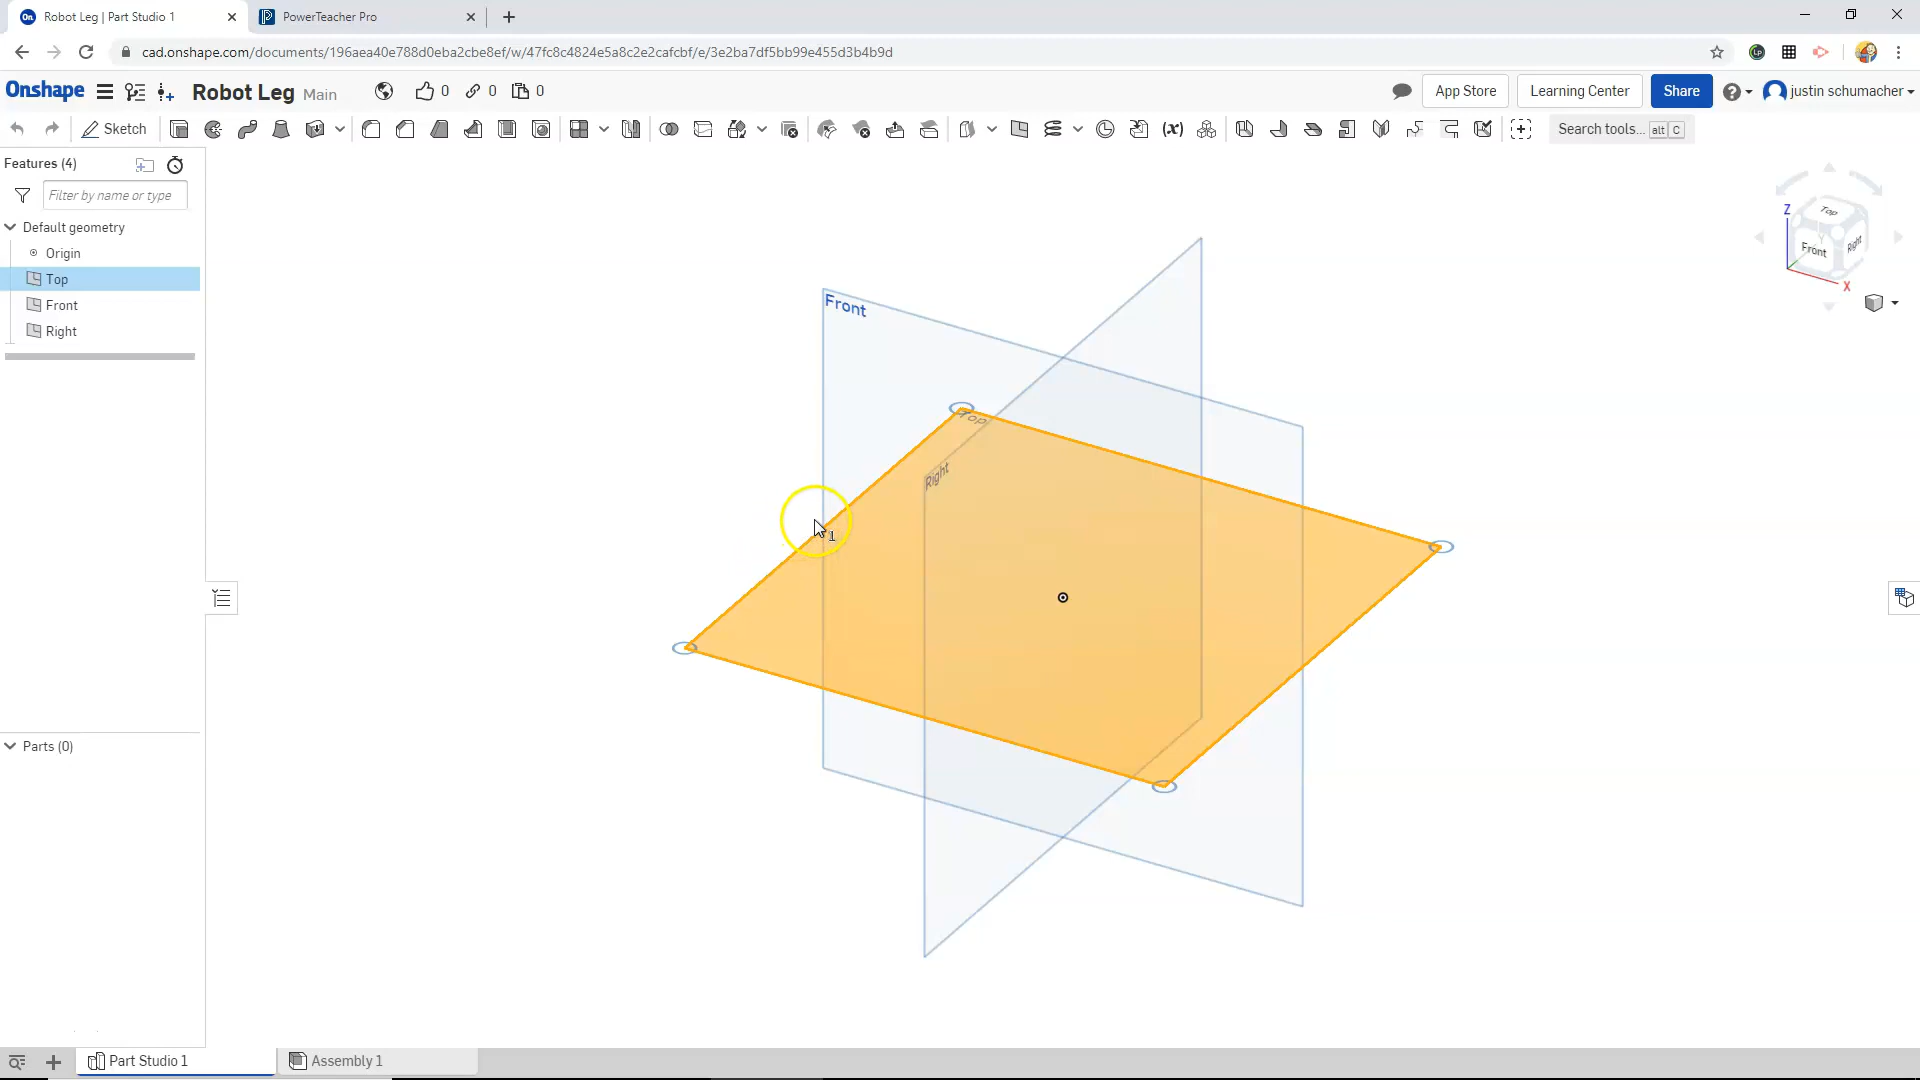 Robot Leg | Part Studio 1
PowerTeacher Pro
cad.onshape.com/documents/196aea40e788d0eba2cbe8ef/w/47fc8c4824e5a8c2e2cafcbf/e/3e2ba7df5bb99e455d3b4b9d
Onshape
Robot Leg Main
0
0
0
App Store
Learning Center
Share
justin schumacher
Sketch
(x)
Search tools... alt C
Features (4)
Filter by name or type
Default geometry
Origin
Top
Front
Right
Parts (0)
Front
Top
Right
1
Z
Top
Front
Right
X
Part Studio 1
Assembly 1